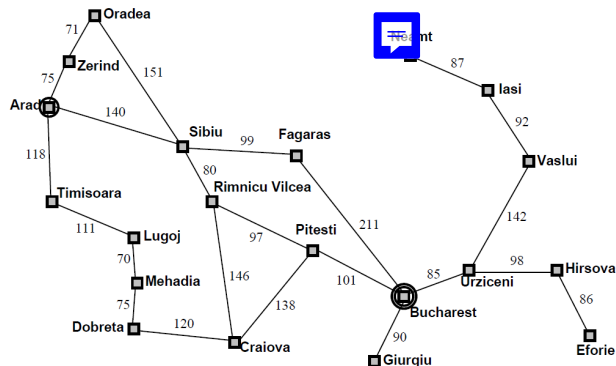 Oradea
71
Neamt
Zerind
87
151
75
Iasi
Arad
92
140
Sibiu
Fagaras
99
118
Vaslui
80
Timisoara
Rimnicu Vilcea
111
142
211
Lugoj
Pitesti
97
70
98
Hirsova
Mehadia
146
101
85
Urziceni
138
86
75
Bucharest
120
Dobreta
90
Craiova
Eforie
Giurgiu